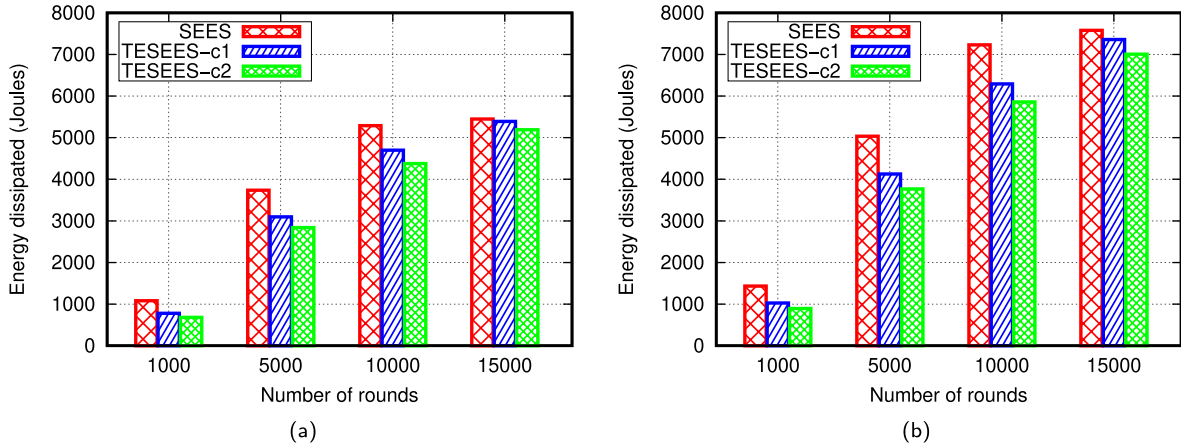 8000
7000
6000
5000
4000
3000
2000
1000
0
Energy dissipated (Joules)
SEES
TESEES-c1
TESEES-c2
1000 5000 10000 15000
Number of rounds
(a)
8000
7000
6000
5000
4000
3000
2000
1000
0
Energy dissipated (Joules)
SEES
TESEES-c1
TESEES-c2
1000 5000 10000 15000
Number of rounds
(b)